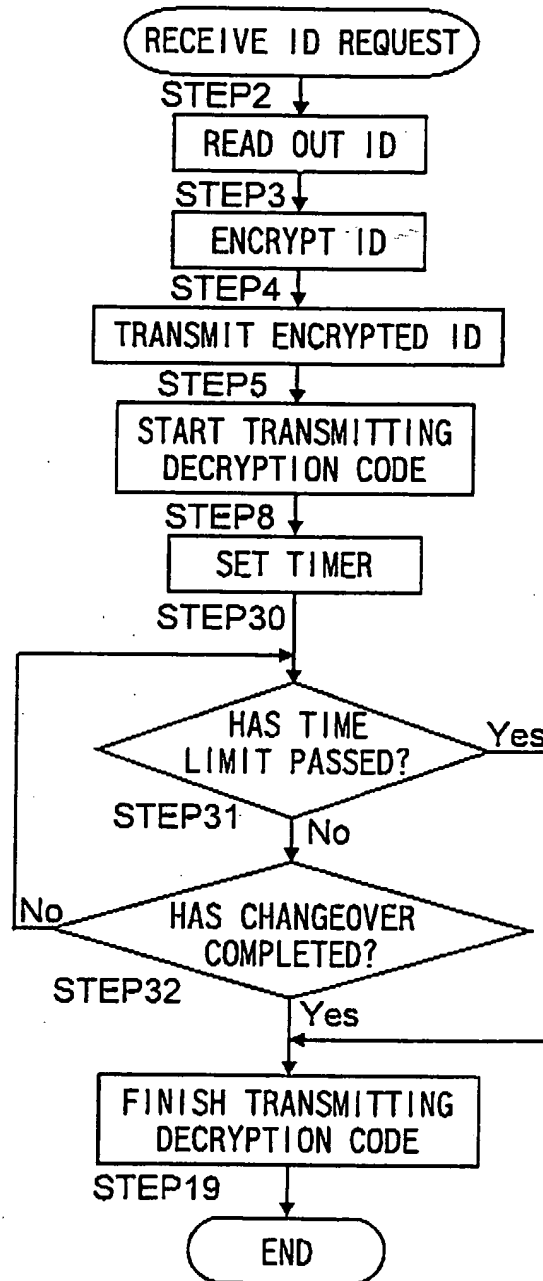 RECEIVE ID REQUEST
STEP2
READ OUT ID
STEP3
ENCRYPT ID
STEP4
TRANSMIT ENCRYPTED ID
STEP5
START TRANSMITTING
DECRYPTION CODE
STEP8
SET TIMER
STEP30
HAS TIME
LIMIT PASSED?
Yes
STEP31
No
HAS CHANGEOVER
COMPLETED?
No
STEP32
Yes
FINISH TRANSMITTING
DECRYPTION CODE
STEP19
END